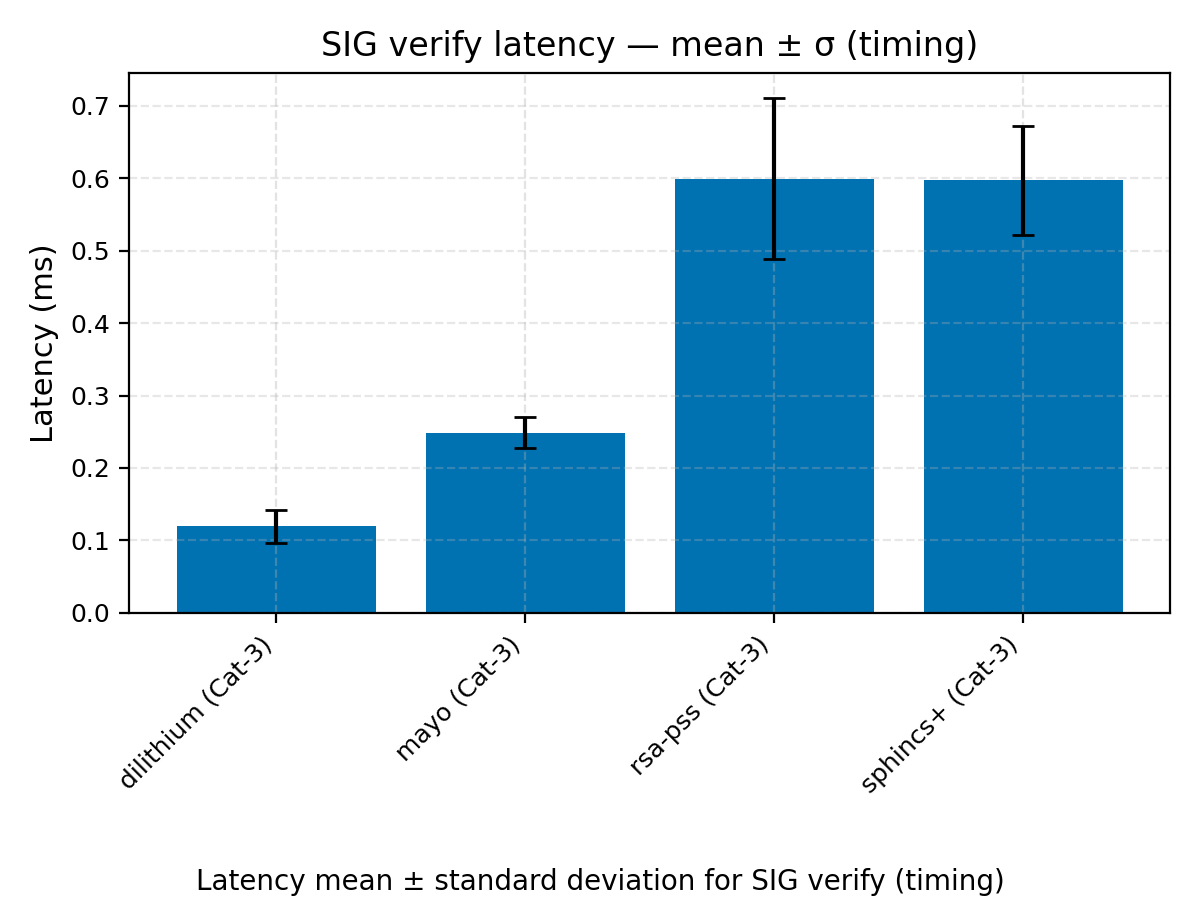 SIG verify latency — mean ± σ (timing)
Latency (ms)
0.7
0.6
0.5
0.4
0.3
0.2
0.1
0.0
dilithium (Cat-3)
mayo (Cat-3)
rsa-pss (Cat-3)
sphincs+ (Cat-3)
Latency mean ± standard deviation for SIG verify (timing)